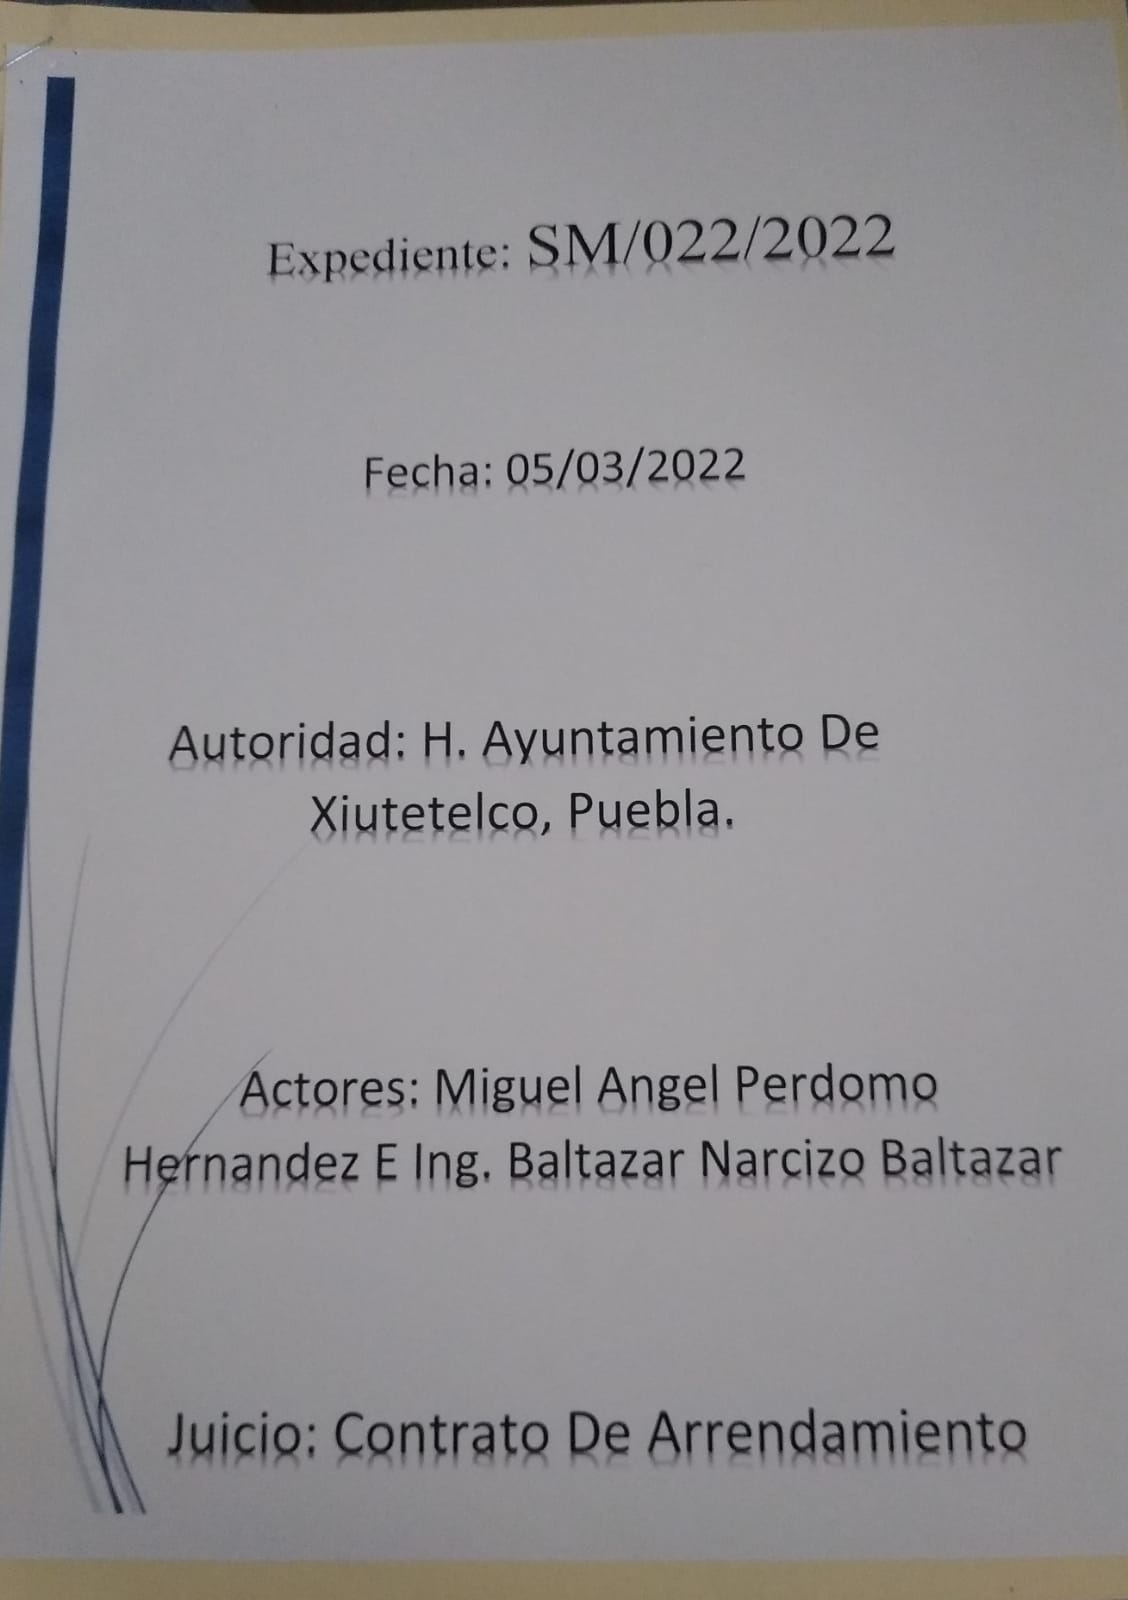 Expediente: SM/022/2022
Fecha: 05/03/2022
Autoridad: H. Ayuntamiento De
Xiutetelco, Puebla.
Actores: Miguel Angel Perdomo
Hernandez E Ing. Baltazar Narcizo Baltazar
Juicio: Contrato De Arrendamiento